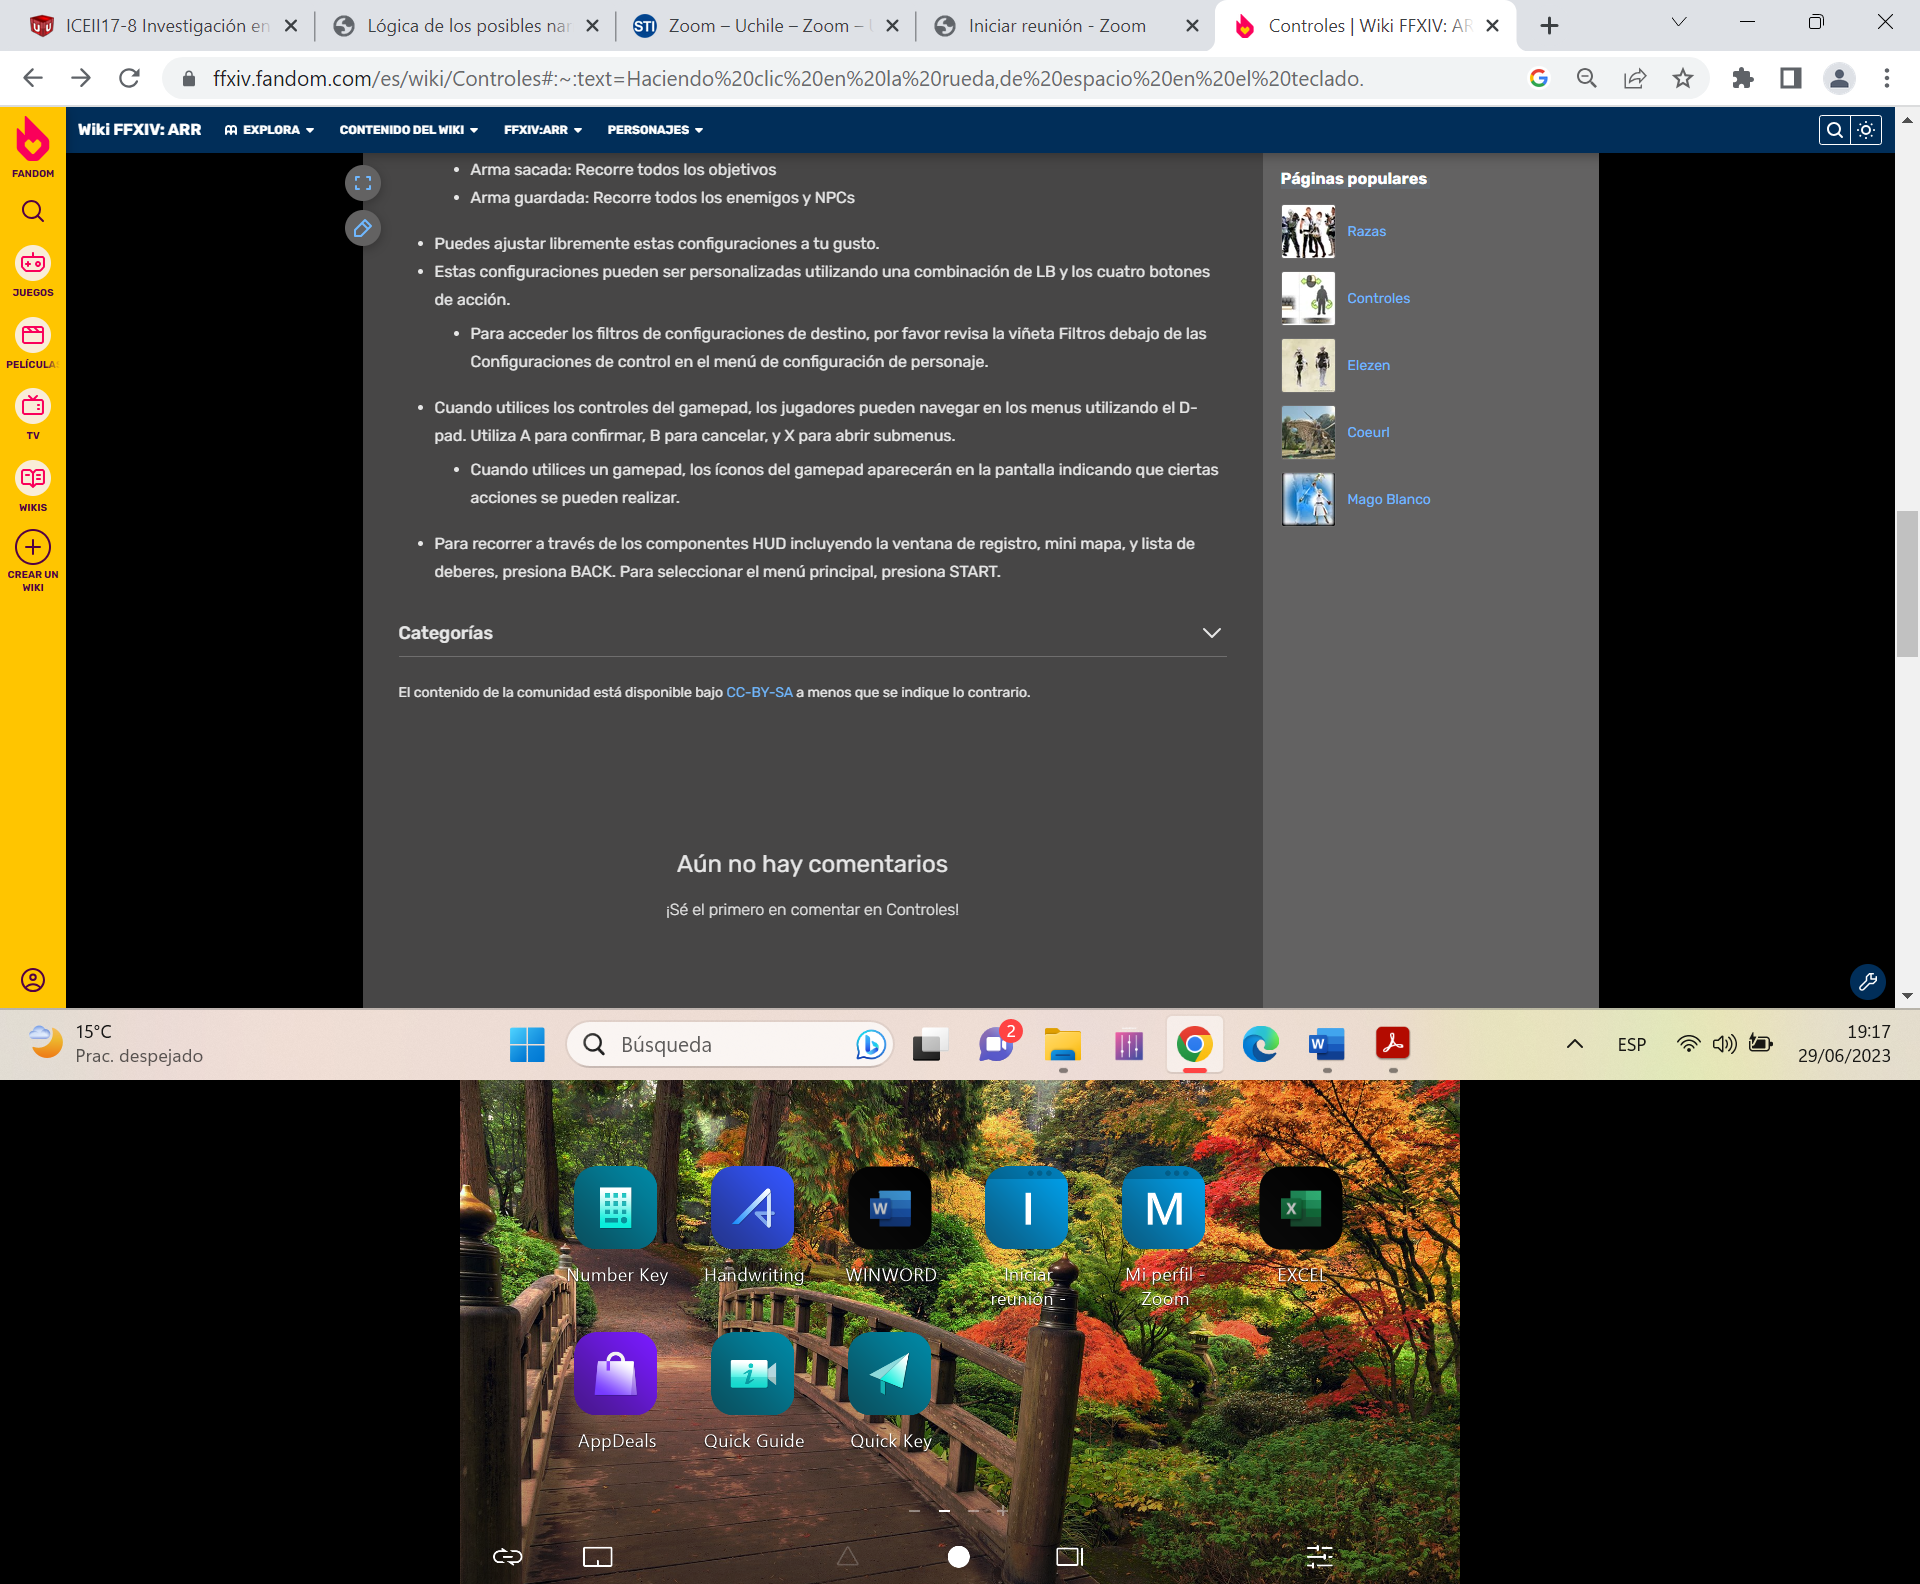 ICEII17-8 Investigación en
Lógica de los posibles nar
STI Zoom – Uchile – Zoom –
Iniciar reunión - Zoom
Controles | Wiki FFXIV: AR
ffxiv.fandom.com/es/wiki/Controles#:~:text=Haciendo%20clic%20en%20la%20rueda,de%20espacio%20en%20el%20teclado.
Wiki FFXIV: ARR
EXPLORA
CONTENIDO DEL WIKI
FFXIV:ARR
PERSONAJES
FANDOM
JUEGOS
PELÍCULA
TV
WIKIS
CREAR UN
WIKI
• Arma sacada: Recorre todos los objetivos
• Arma guardada: Recorre todos los enemigos y NPCs
• Puedes ajustar libremente estas configuraciones a tu gusto.
• Estas configuraciones pueden ser personalizadas utilizando una combinación de LB y los cuatro botones
de acción.
• Para acceder los filtros de configuraciones de destino, por favor revisa la viñeta Filtros debajo de las
Configuraciones de control en el menú de configuración de personaje.
• Cuando utilices los controles del gamepad, los jugadores pueden navegar en los menus utilizando el D-
pad. Utiliza A para confirmar, B para cancelar, y X para abrir submenus.
• Cuando utilices un gamepad, los íconos del gamepad aparecerán en la pantalla indicando que ciertas
acciones se pueden realizar.
• Para recorrer a través de los componentes HUD incluyendo la ventana de registro, mini mapa, y lista de
deberes, presiona BACK. Para seleccionar el menú principal, presiona START.
Categorías
El contenido de la comunidad está disponible bajo CC-BY-SA a menos que se indique lo contrario.
Aún no hay comentarios
¡Sé el primero en comentar en Controles!
Páginas populares
Razas
Controles
Elezen
Coeurl
Mago Blanco
15°C
Prac. despejado
Búsqueda
2
W
ESP
19:17
29/06/2023
W
I
M
X
Number Key
Handwriting
WINWORD
Iniciar
reunión -
Mi perfil -
Zoom
EXCEL
AppDeals
Quick Guide
Quick Key